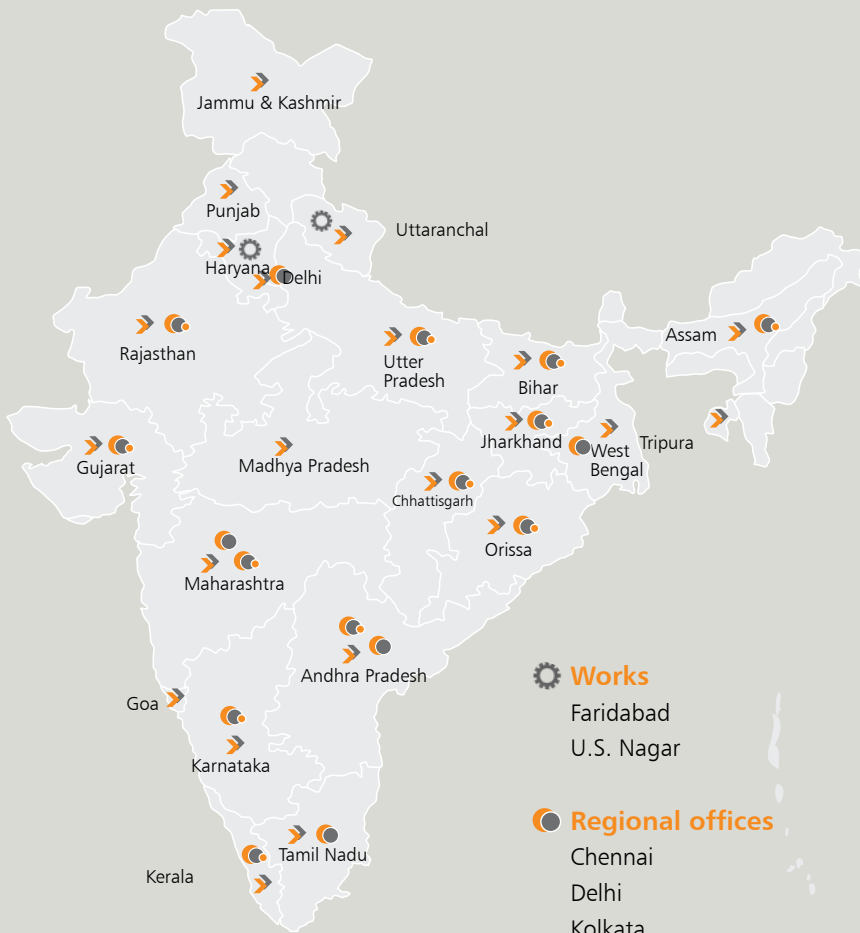 Jammu & Kashmir
Punjab
Uttaranchal
Haryana
Delhi
Assam
Rajasthan
Utter
Pradesh
Bihar
Jharkhand
West
Bengal
Tripura
Gujarat
Madhya Pradesh
Chhattisgarh
Orissa
Maharashtra
Andhra Pradesh
Goa
Karnataka
Tamil Nadu
Kerala
Works
Faridabad
U.S. Nagar
Regional offices
Chennai
Delhi
Kolkata